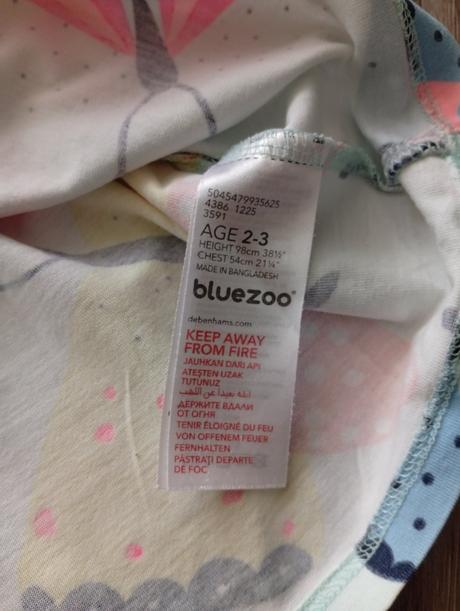 5045479935625
4386 1225
3591
AGE 2-3
HEIGHT 98cm 38½"
CHEST 54cm 21¼"
MADE IN BANGLADESH
bluezoo
debenhams.com
KEEP AWAY
FROM FIRE
JAUHKAN DARI API
ATEŞTEN UZAK
TUTUNUZ
ابقه بعيدا عن اللهب
ДЕРЖИТЕ ВДАЛИ
ОТ ОГНЯ
TENIR ÉLOIGNÉ DU FEU
VON OFFENEM FEUER
FERNHALTEN
PĂSTRAȚI DEPARTE
DE FOC